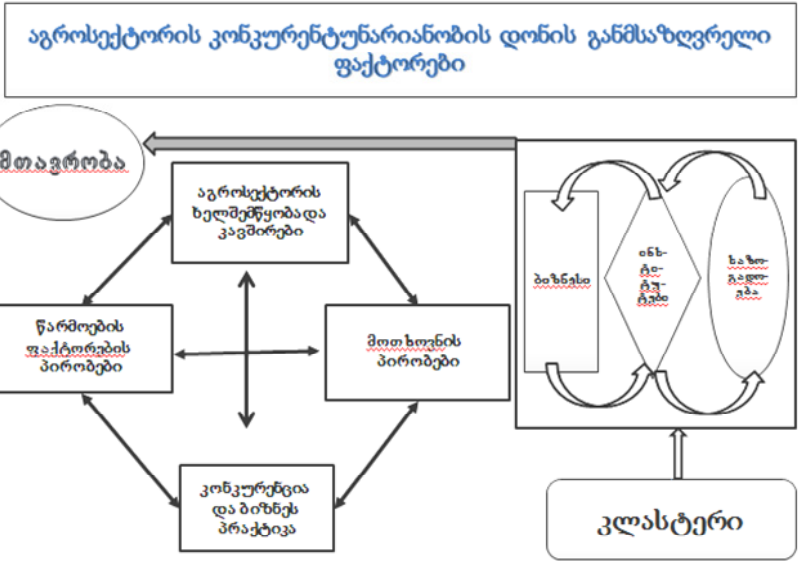 აგროსექტორის კონკურენტუნარიანობის დონის განმსაზღვრელი
ფაქტორები
მთავრობა
აგროსექტორის
ხელშემწყობადა
კავშირები
წარმოების
ფაქტორების
პირობები
მოთხოვნის
პირობები
კონკურენცია
და ბიზნეს
პრაქტიკა
ბიზნესი
ინს-
ტი-
ტუ-
ტები
საზო-
გადო-
ება
კლასტერი